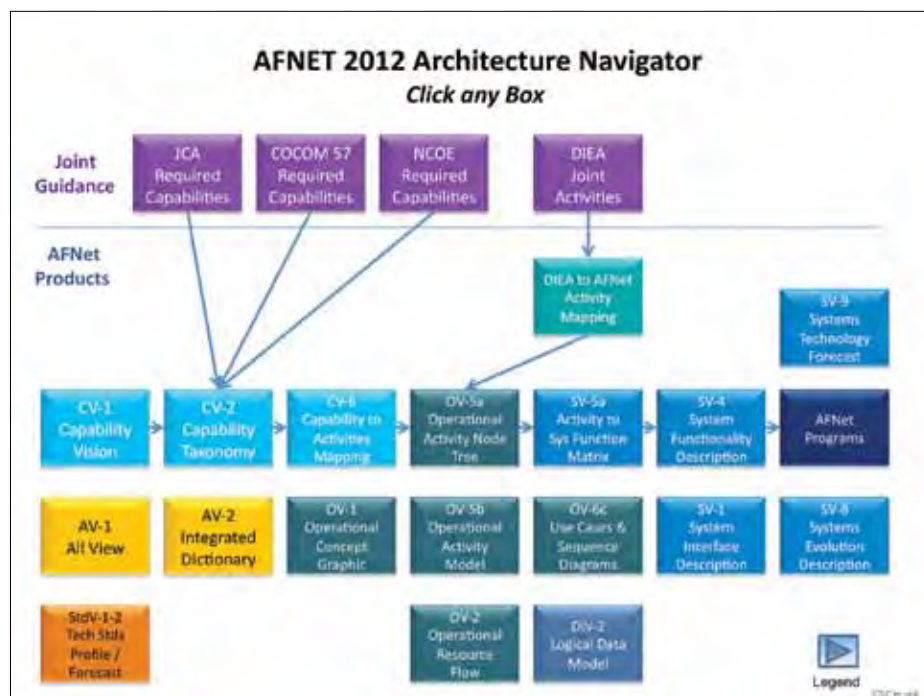 AFNET 2012 Architecture Navigator
Click any Box
Joint
Guidance
JCA
Required
Capabilities
COCOM 57
Required
Capabilities
NCOE
Required
Capabilities
DIEA
Joint
Activities
AFNet
Products
DIEA to AFNet
Activity
Mapping
SV-9
Systems
Technology
Forecast
CV-1
Capability
Vision
CV-2
Capability
Taxonomy
CV-6
Capability to
Activities
Mapping
OV-5a
Operational
Activity Node
Tree
SV-5a
Activity to
Sys Function
Matrix
SV-4
System
Functionality
Description
AFNet
Programs
AV-1
All View
AV-2
Integrated
Dictionary
OV-1
Operational
Concept
Graphic
OV-5b
Operational
Activity
Model
OV-6c
Use Cases &
Sequence
Diagrams
SV-1
System
Interface
Description
SV-8
Systems
Evolution
Description
StdV-1-2
Tech Stds
Profile /
Forecast
OV-2
Operational
Resource
Flow
DIV-2
Logical Data
Model
Legend